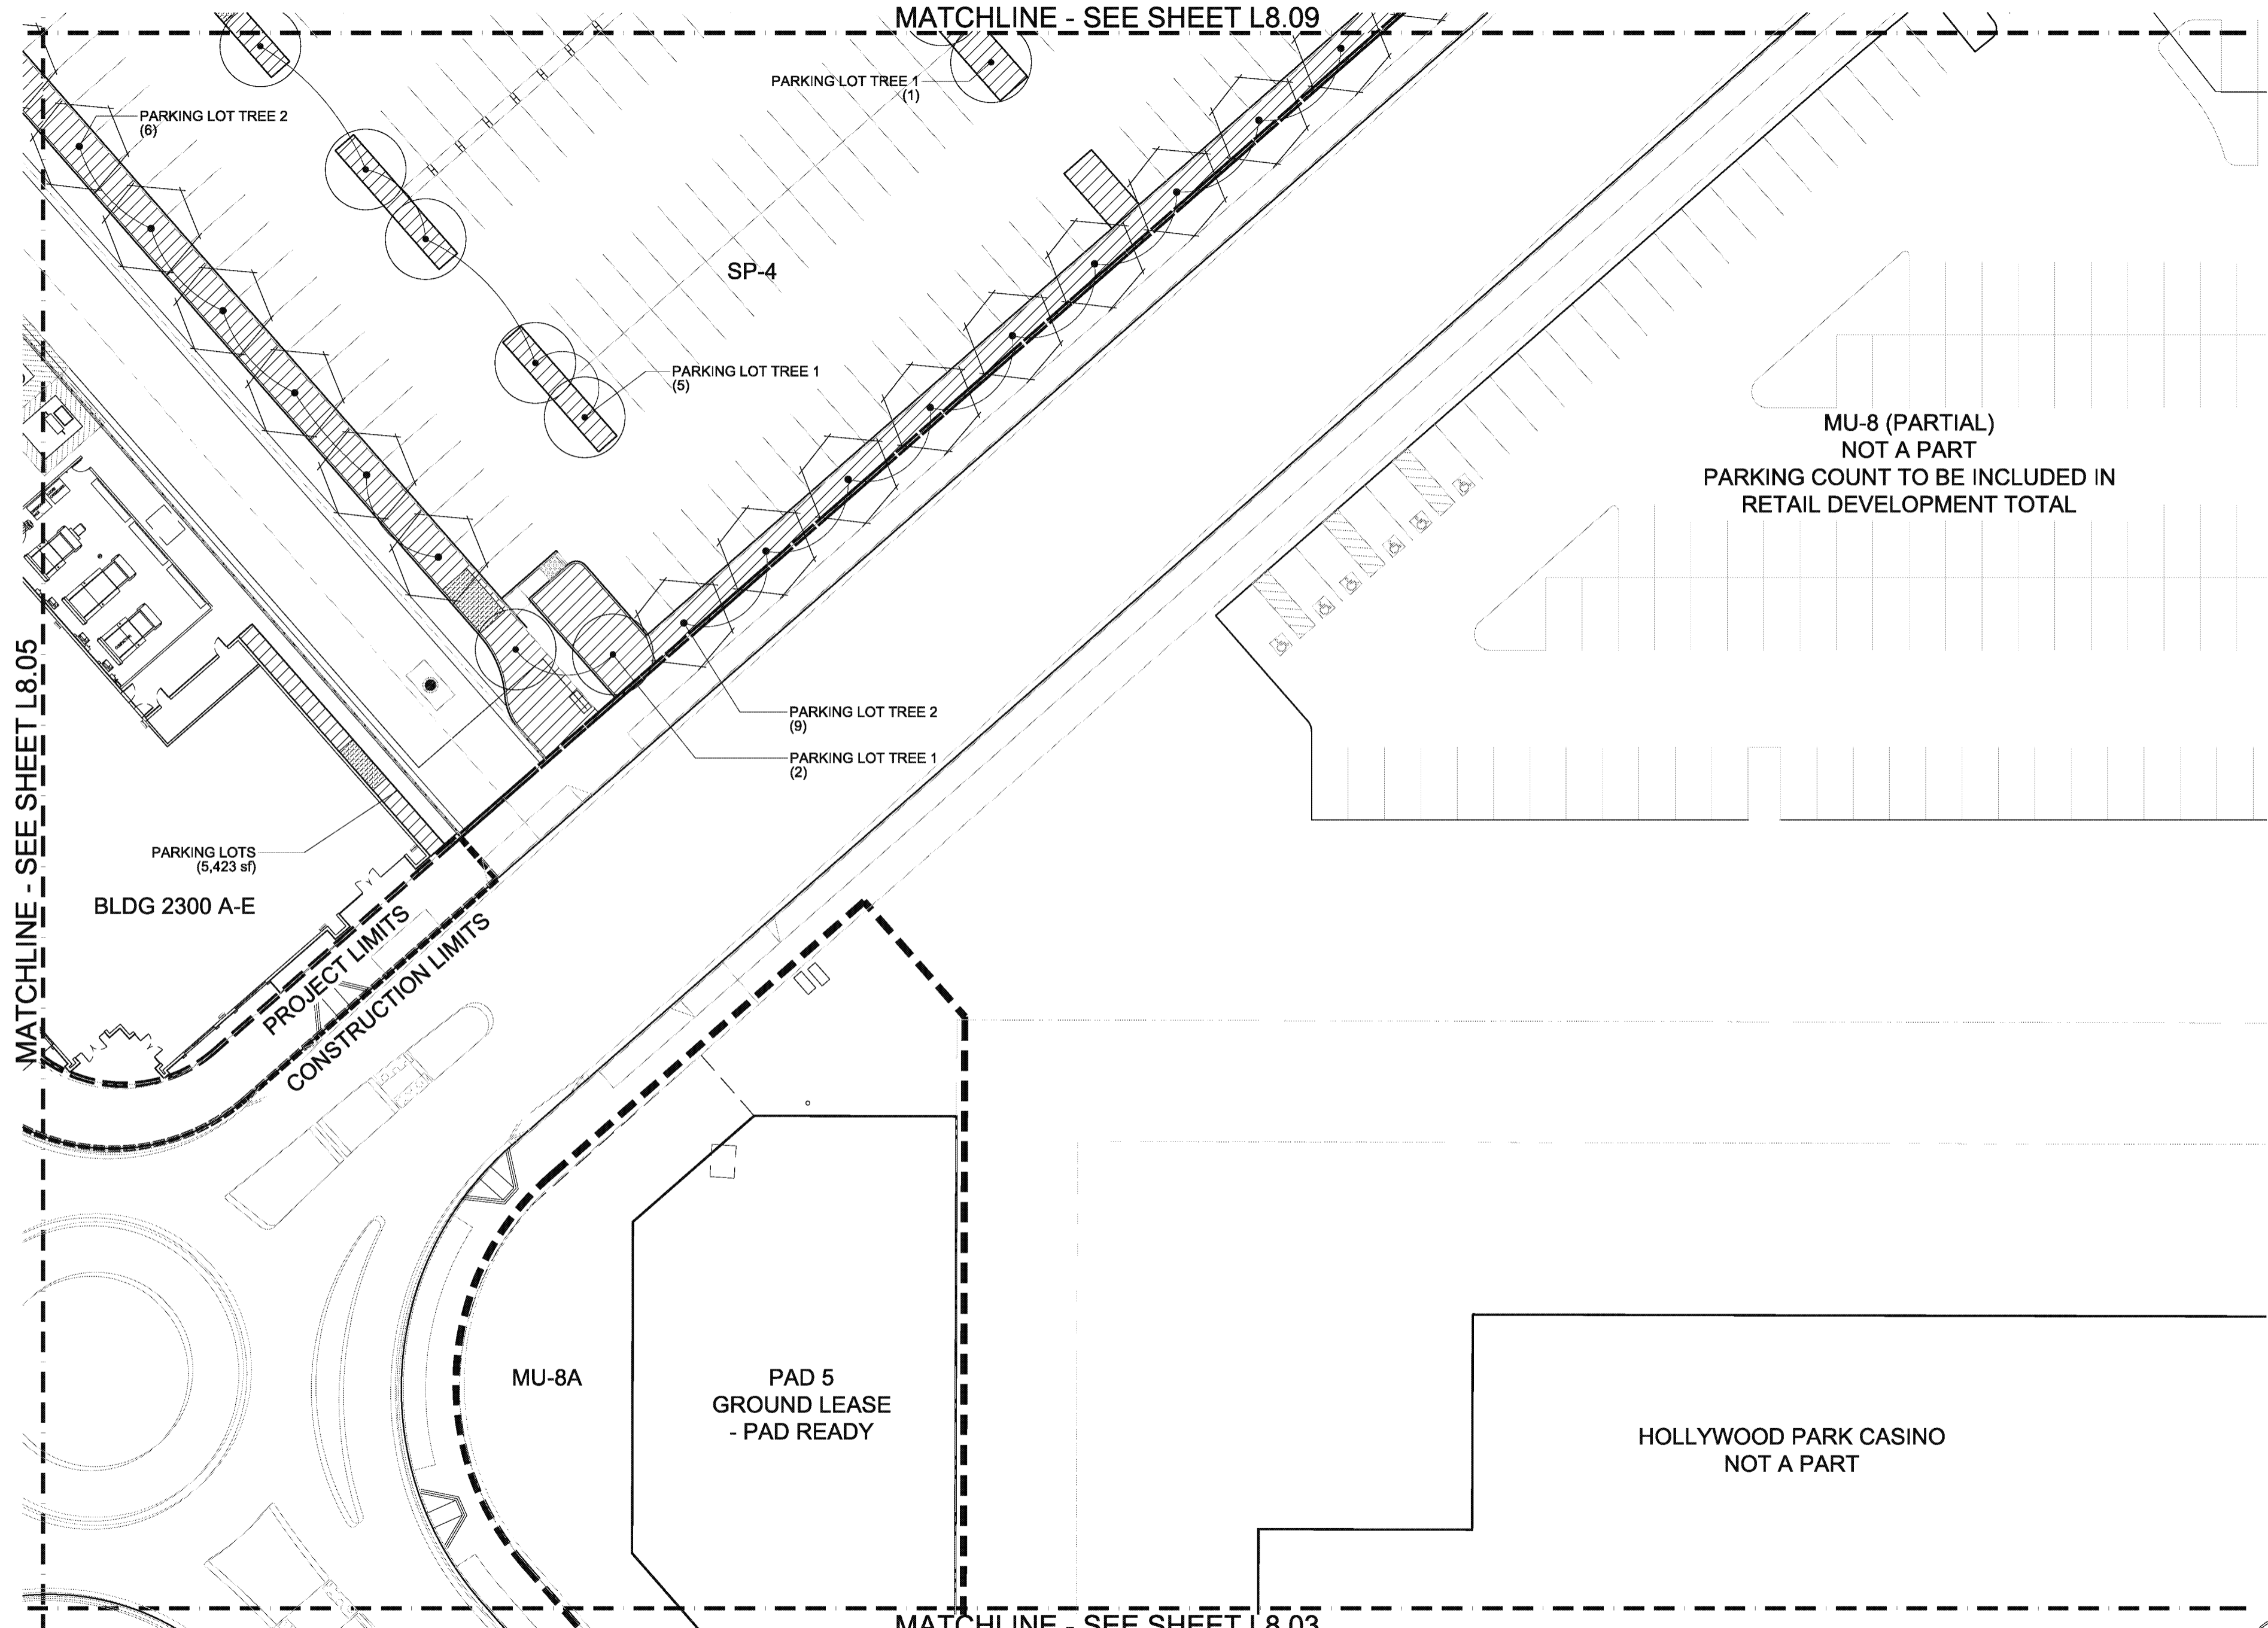 MATCHLINE - SEE SHEET L8.09
PARKING LOT TREE 1
(1)
PARKING LOT TREE 2
(6)
SP-4
PARKING LOT TREE 1
(5)
MU-8 (PARTIAL)
NOT A PART
PARKING COUNT TO BE INCLUDED IN
RETAIL DEVELOPMENT TOTAL
MATCHLINE - SEE SHEET L8.05
PARKING LOT TREE 2
(9)
PARKING LOT TREE 1
(2)
PARKING LOTS
(5,423 sf)
BLDG 2300 A-E
PROJECT LIMITS
CONSTRUCTION LIMITS
MU-8A
PAD 5
GROUND LEASE
- PAD READY
HOLLYWOOD PARK CASINO
NOT A PART
MATCHLINE - SEE SHEET L8.03